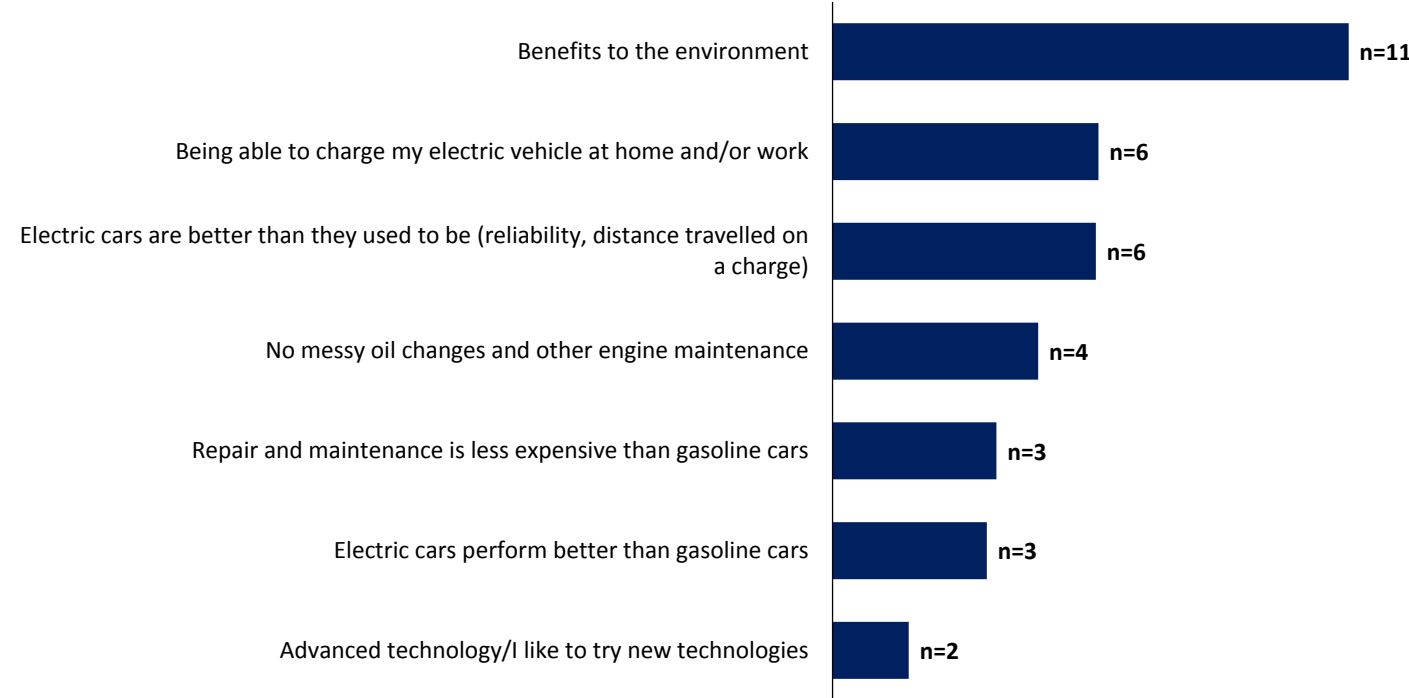 Benefits to the environment n=11
Being able to charge my electric vehicle at home and/or work n=6
Electric cars are better than they used to be (reliability, distance travelled on
a charge) n=6
No messy oil changes and other engine maintenance n=4
Repair and maintenance is less expensive than gasoline cars n=3
Electric cars perform better than gasoline cars n=3
Advanced technology/I like to try new technologies n=2